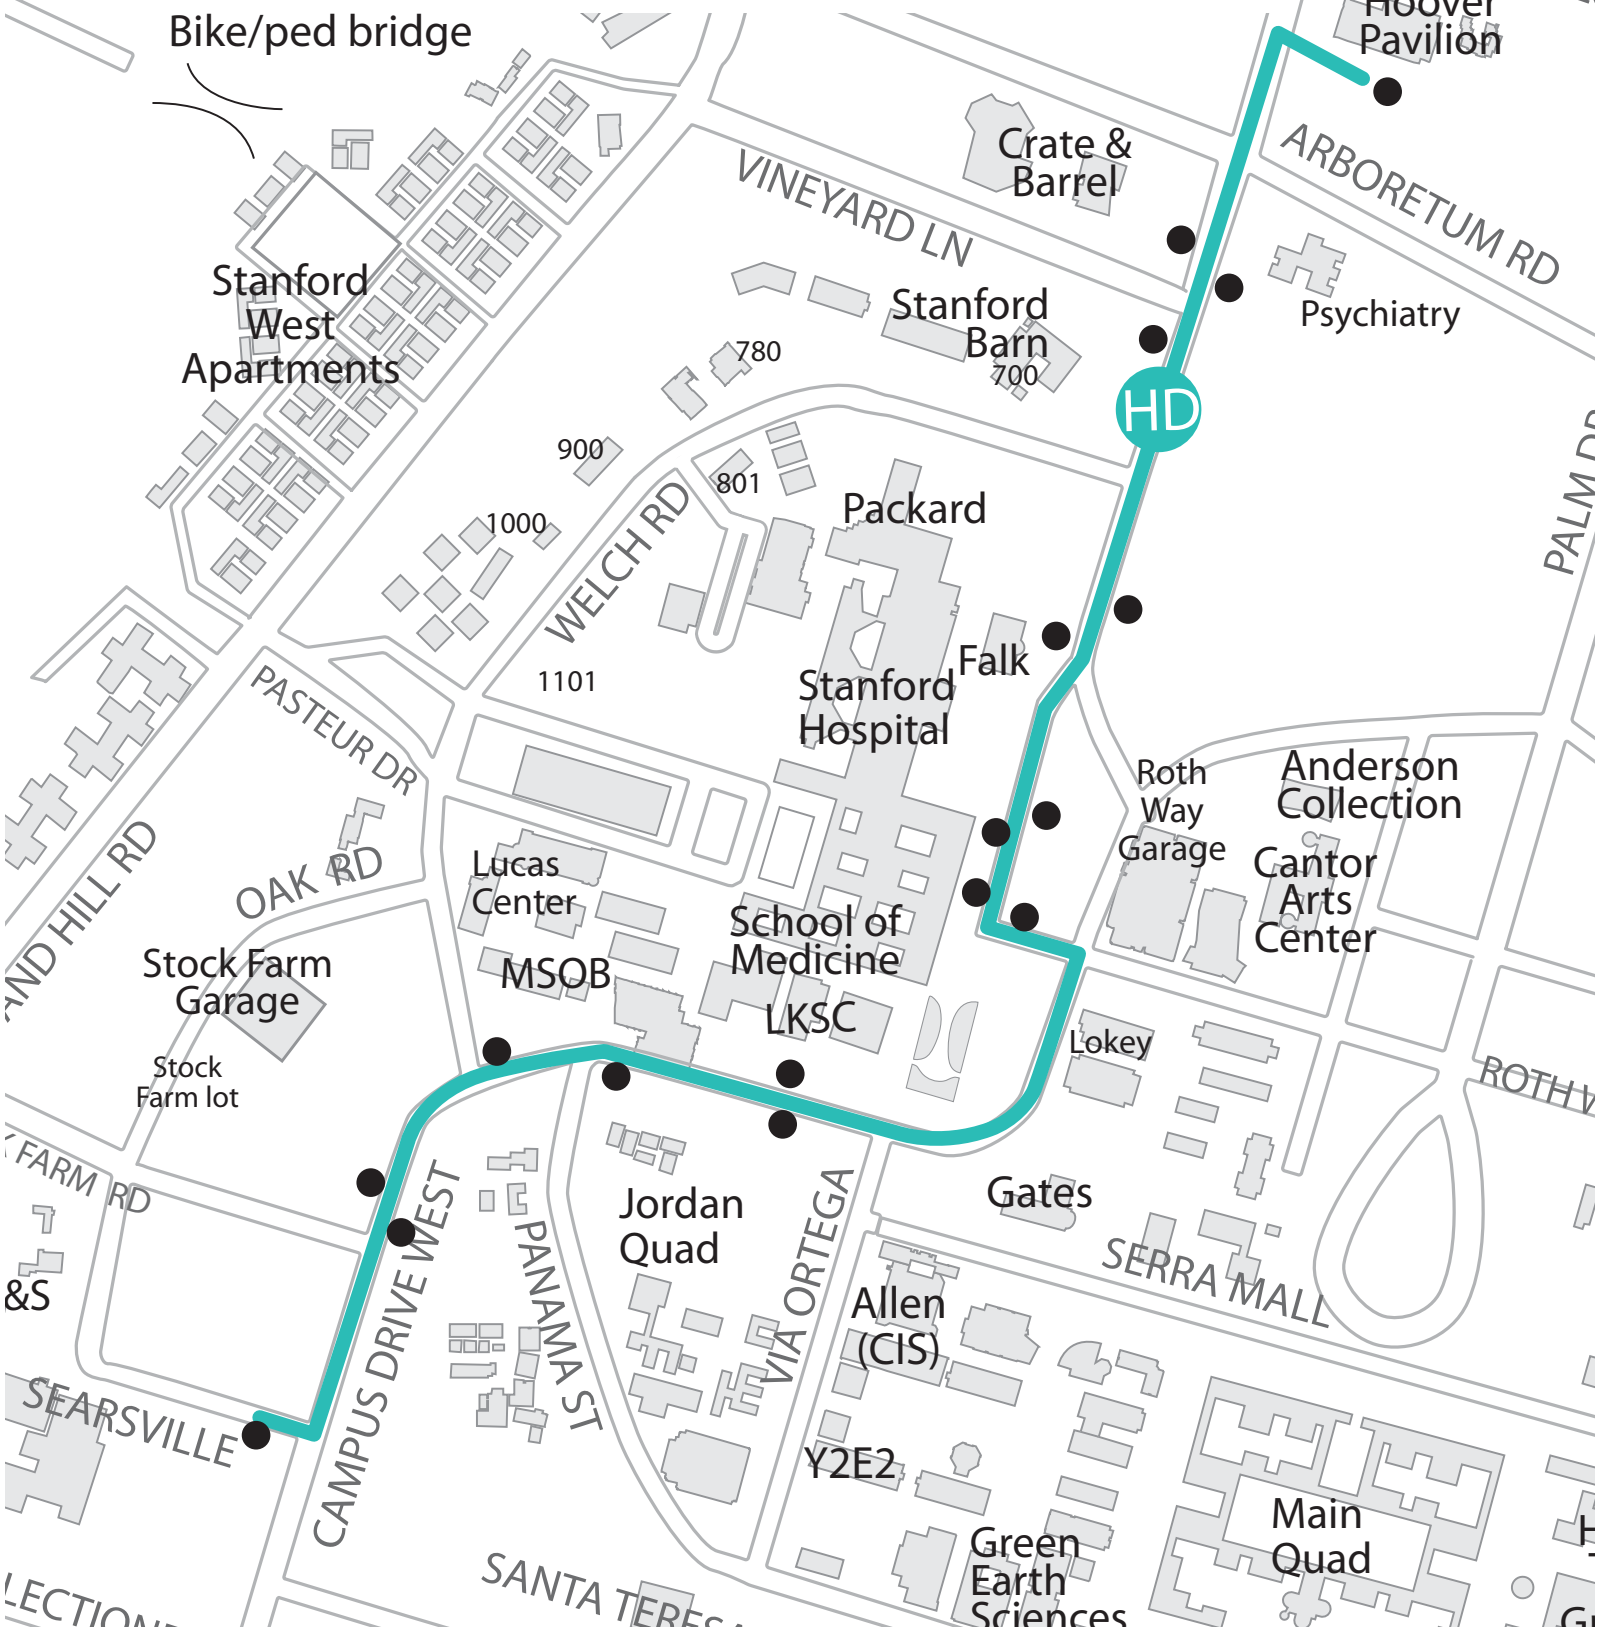 Hoover
Pavilion
Bike/ped bridge
ARBORETUM RD
Crate &
Barrel
VINEYARD LN
Stanford
West
Apartments
Psychiatry
Stanford
Barn
700
780
HD
PALM DR
900
801
1000
Packard
WELCH RD
Falk
1101
Stanford
Hospital
PASTEUR DR
Roth
Way
Garage
Anderson
Collection
Cantor
Arts
Center
OAK RD
AND HILL RD
Lucas
Center
School of
Medicine
LKSC
MSOB
Stock Farm
Garage
Stock
Farm lot
Lokey
ROTH
K FARM RD
Jordan
Quad
Gates
SERRA MALL
CAMPUS DRIVE WEST
PANAMA ST
VIA ORTEGA
&S
Allen
(CIS)
SEARSVILLE
Y2E2
Main
Quad
Green
Earth
Sciences
SANTA TERESA
LECTION